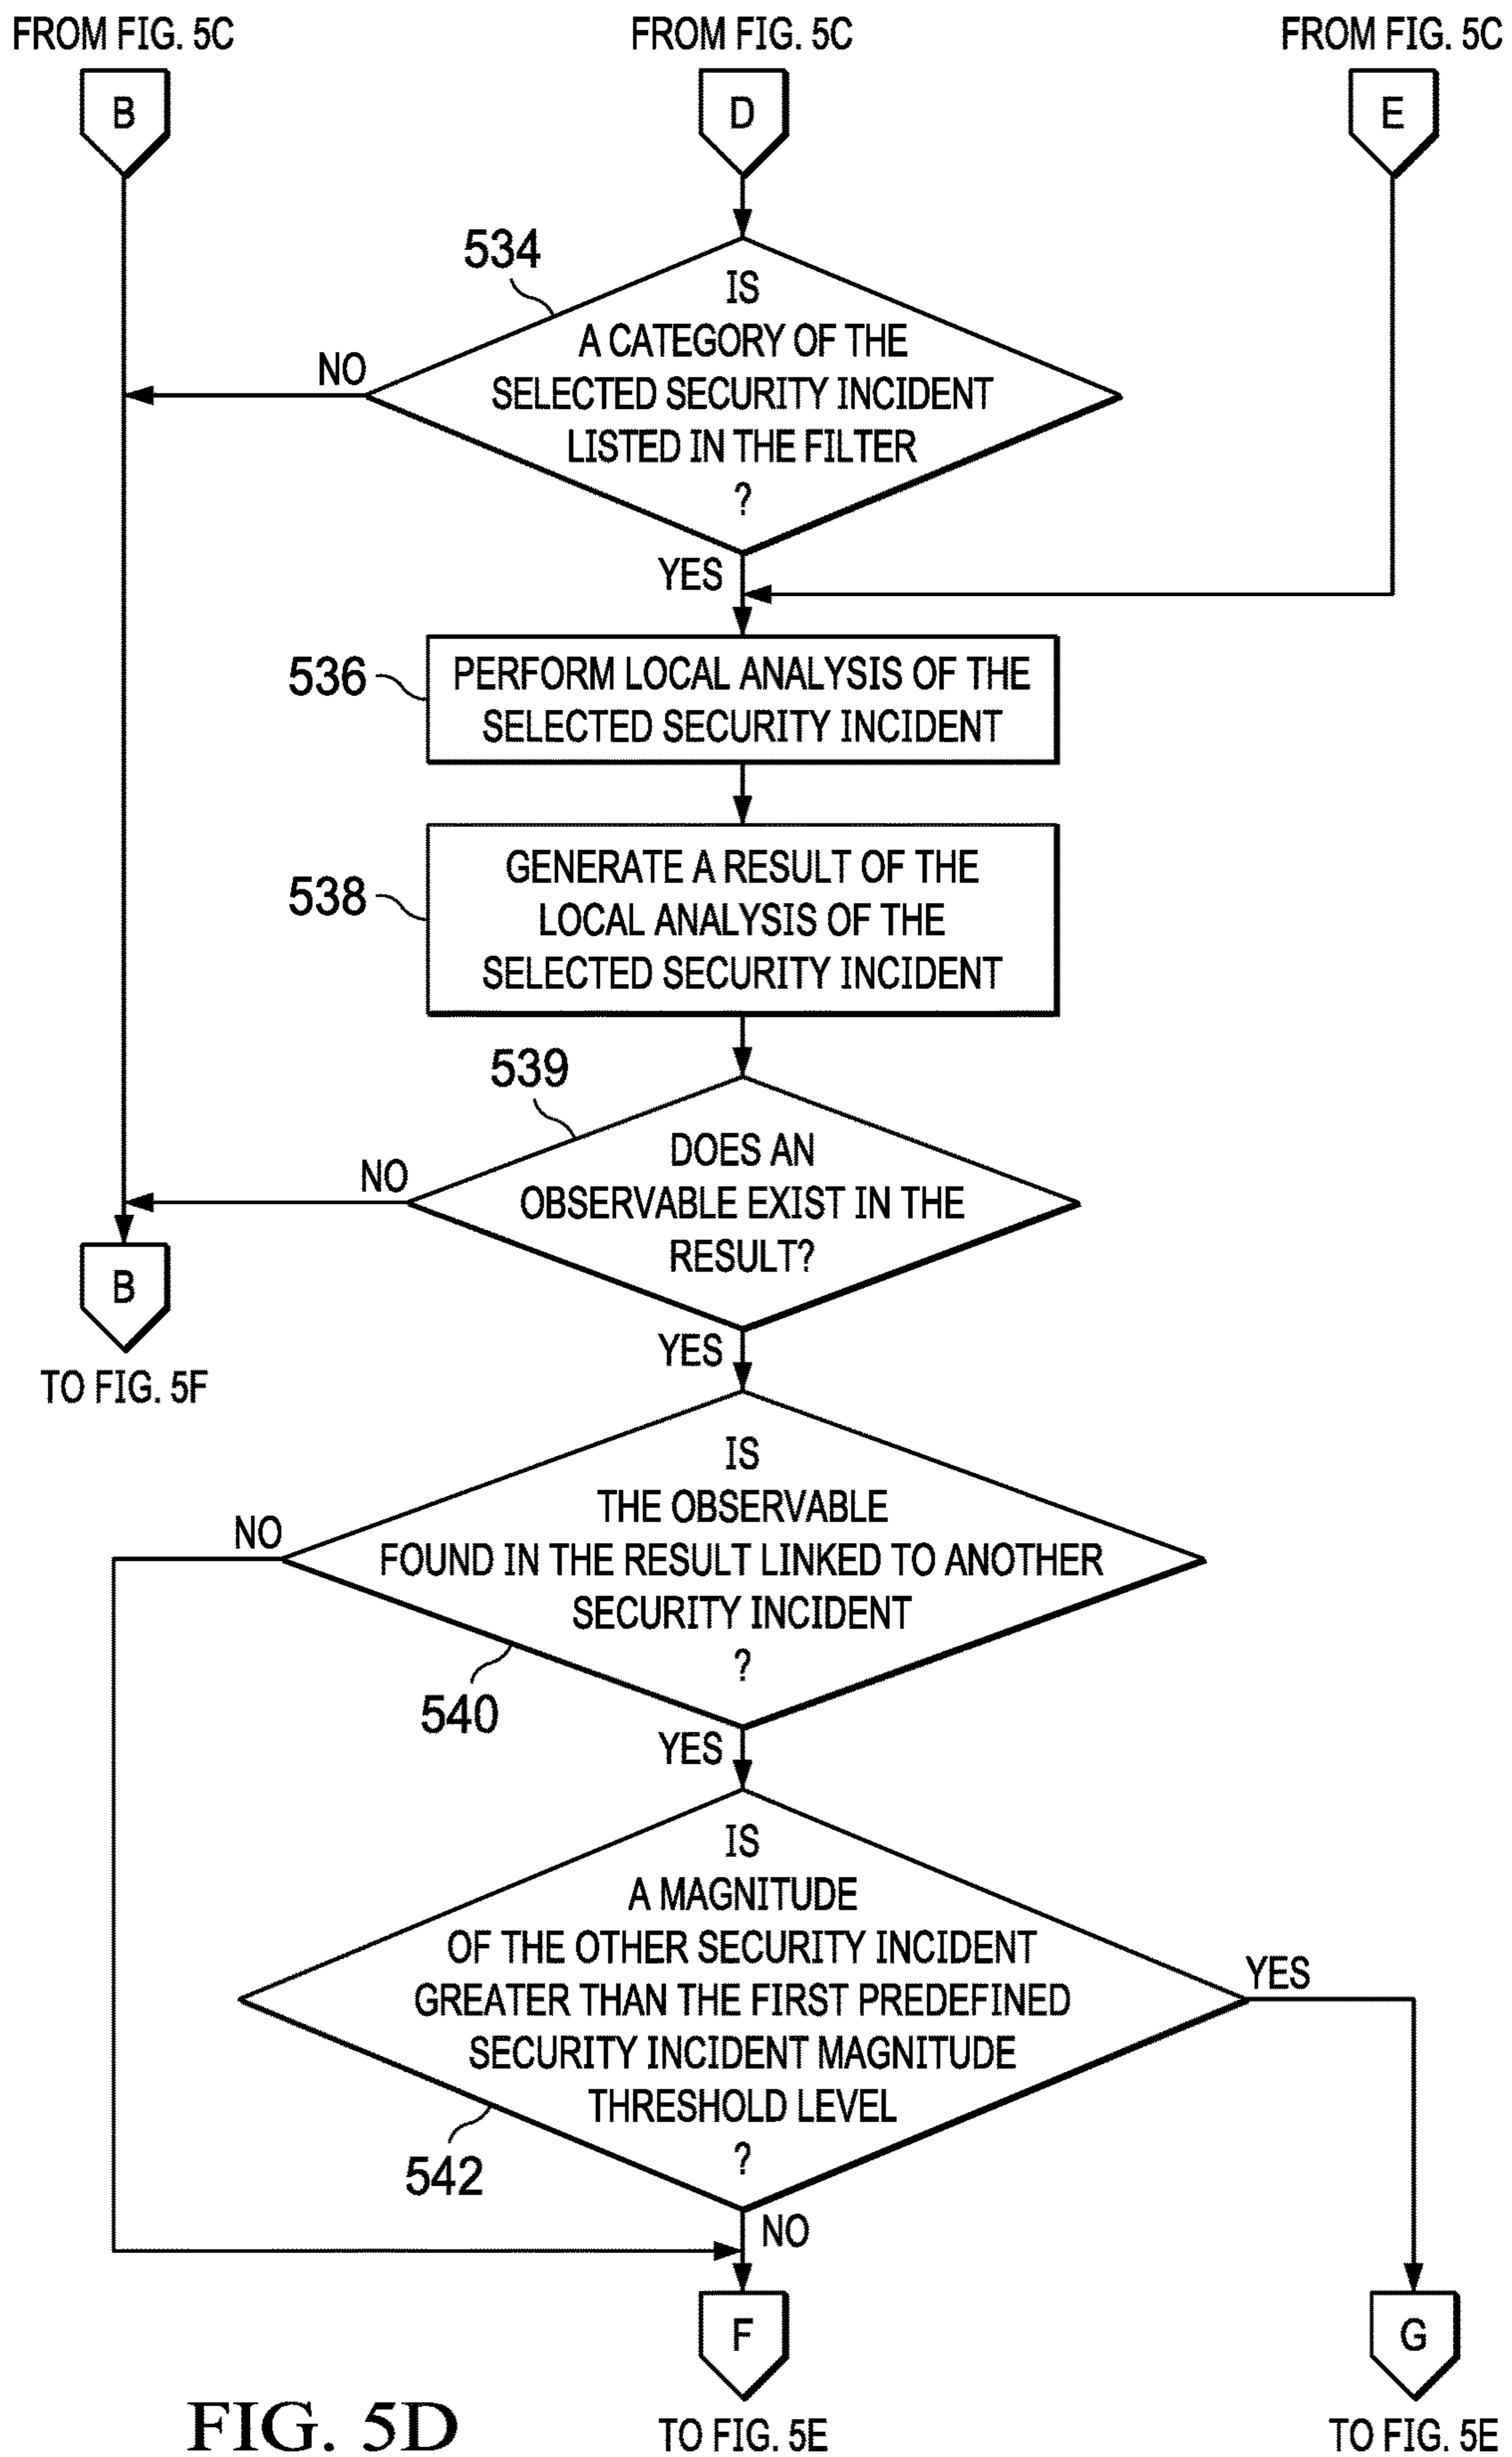 FROM FIG. 5C
FROM FIG. 5C
FROM FIG. 5C
B
D
E
534
IS
A CATEGORY OF THE
SELECTED SECURITY INCIDENT
LISTED IN THE FILTER
?
NO
YES
536
PERFORM LOCAL ANALYSIS OF THE
SELECTED SECURITY INCIDENT
538
GENERATE A RESULT OF THE
LOCAL ANALYSIS OF THE
SELECTED SECURITY INCIDENT
539
DOES AN
OBSERVABLE EXIST IN THE
RESULT?
NO
B
TO FIG. 5F
YES
IS
THE OBSERVABLE
FOUND IN THE RESULT LINKED TO ANOTHER
SECURITY INCIDENT
?
NO
540
YES
IS
A MAGNITUDE
OF THE OTHER SECURITY INCIDENT
GREATER THAN THE FIRST PREDEFINED
SECURITY INCIDENT MAGNITUDE
THRESHOLD LEVEL
?
YES
542
NO
F
G
FIG. 5D
TO FIG. 5E
TO FIG. 5E